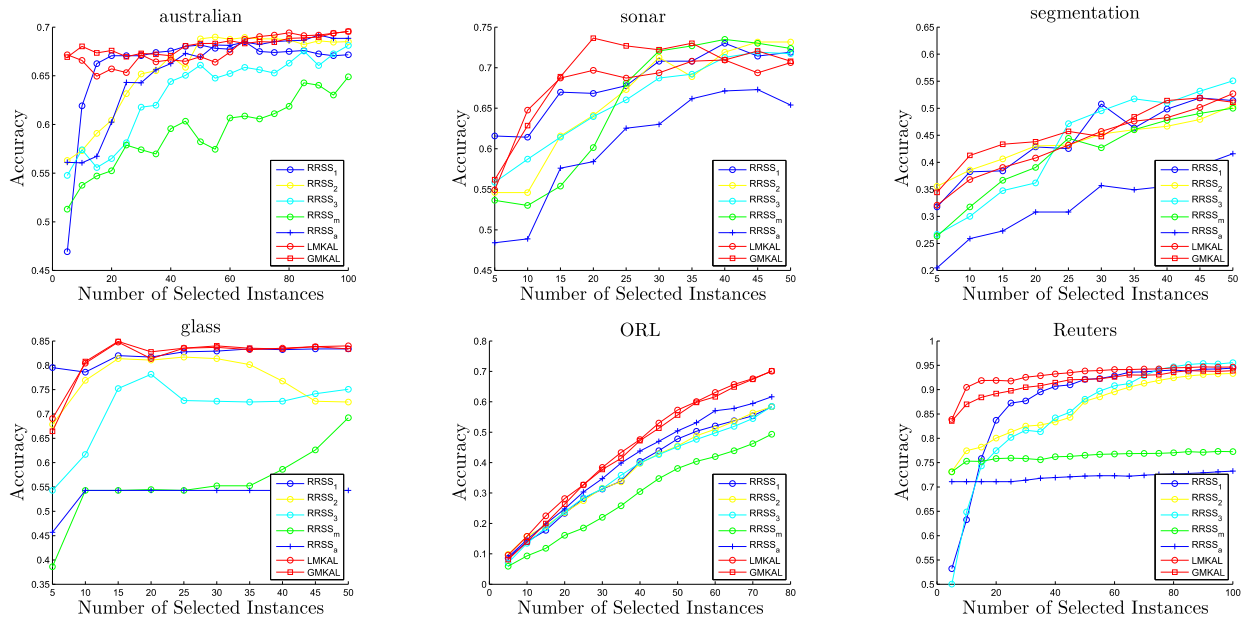 australian
0.7
0.65
0.6
0.55
0.5
0.45
0
20
40
60
80
100
Accuracy
Number of Selected Instances
RRSS1
RRSS2
RRSS3
RRSSm
RRSSa
LMKAL
GMKAL
sonar
0.75
0.7
0.65
0.6
0.55
0.5
0.45
5
10
15
20
25
30
35
40
45
50
Accuracy
Number of Selected Instances
RRSS1
RRSS2
RRSS3
RRSSm
RRSSa
LMKAL
GMKAL
segmentation
0.65
0.6
0.55
0.5
0.45
0.4
0.35
0.3
0.25
0.2
5
10
15
20
25
30
35
40
45
50
Accuracy
Number of Selected Instances
RRSS1
RRSS2
RRSS3
RRSSm
RRSSa
LMKAL
GMKAL
glass
0.85
0.8
0.75
0.7
0.65
0.6
0.55
0.5
0.45
0.4
0.35
5
10
15
20
25
30
35
40
45
50
Accuracy
Number of Selected Instances
RRSS1
RRSS2
RRSS3
RRSSm
RRSSa
LMKAL
GMKAL
ORL
0.8
0.7
0.6
0.5
0.4
0.3
0.2
0.1
0
0
10
20
30
40
50
60
70
80
Accuracy
Number of Selected Instances
RRSS1
RRSS2
RRSS3
RRSSm
RRSSa
LMKAL
GMKAL
Reuters
1
0.95
0.9
0.85
0.8
0.75
0.7
0.65
0.6
0.55
0.5
0
20
40
60
80
100
Accuracy
Number of Selected Instances
RRSS1
RRSS2
RRSS3
RRSSm
RRSSa
LMKAL
GMKAL